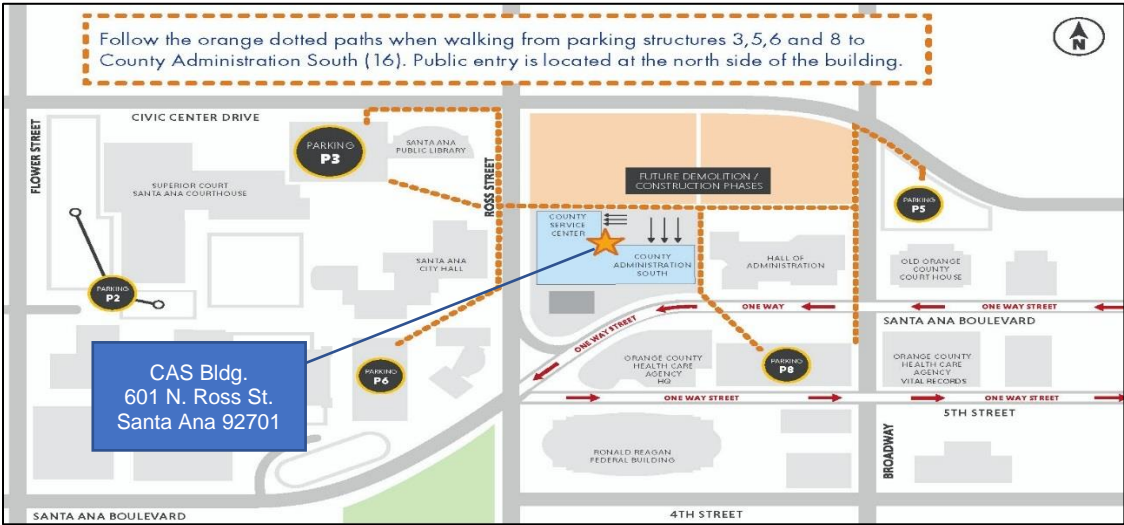 Follow the orange dotted paths when walking from parking structures 3,5,6 and 8 to
County Administration South (16). Public entry is located at the north side of the building.
N
CIVIC CENTER DRIVE
FLOWER STREET
PARKING
P3
SANTA ANA
PUBLIC LIBRARY
ROSS STREET
SUPERIOR COURT
SANTA ANA COURTHOUSE
FUTURE DEMOLITION /
CONSTRUCTION PHASES
PARKING
P5
COUNTY
SERVICE
CENTER
COUNTY
ADMINISTRATION
SOUTH
HALL OF
ADMINISTRATION
OLD ORANGE
COUNTY
COURT HOUSE
SANTA ANA
CITY HALL
PARKING
P2
ONE WAY
ONE WAY STREET
SANTA ANA BOULEVARD
ONE WAY STREET
CAS Bldg.
601 N. Ross St.
Santa Ana 92701
PARKING
P6
ORANGE COUNTY
HEALTH CARE
AGENCY
HQ
PARKING
P8
ORANGE COUNTY
HEALTH CARE
AGENCY
VITAL RECORDS
ONE WAY STREET
ONE WAY STREET
5TH STREET
RONALD REAGAN
FEDERAL BUILDING
BROADWAY
SANTA ANA BOULEVARD
4TH STREET